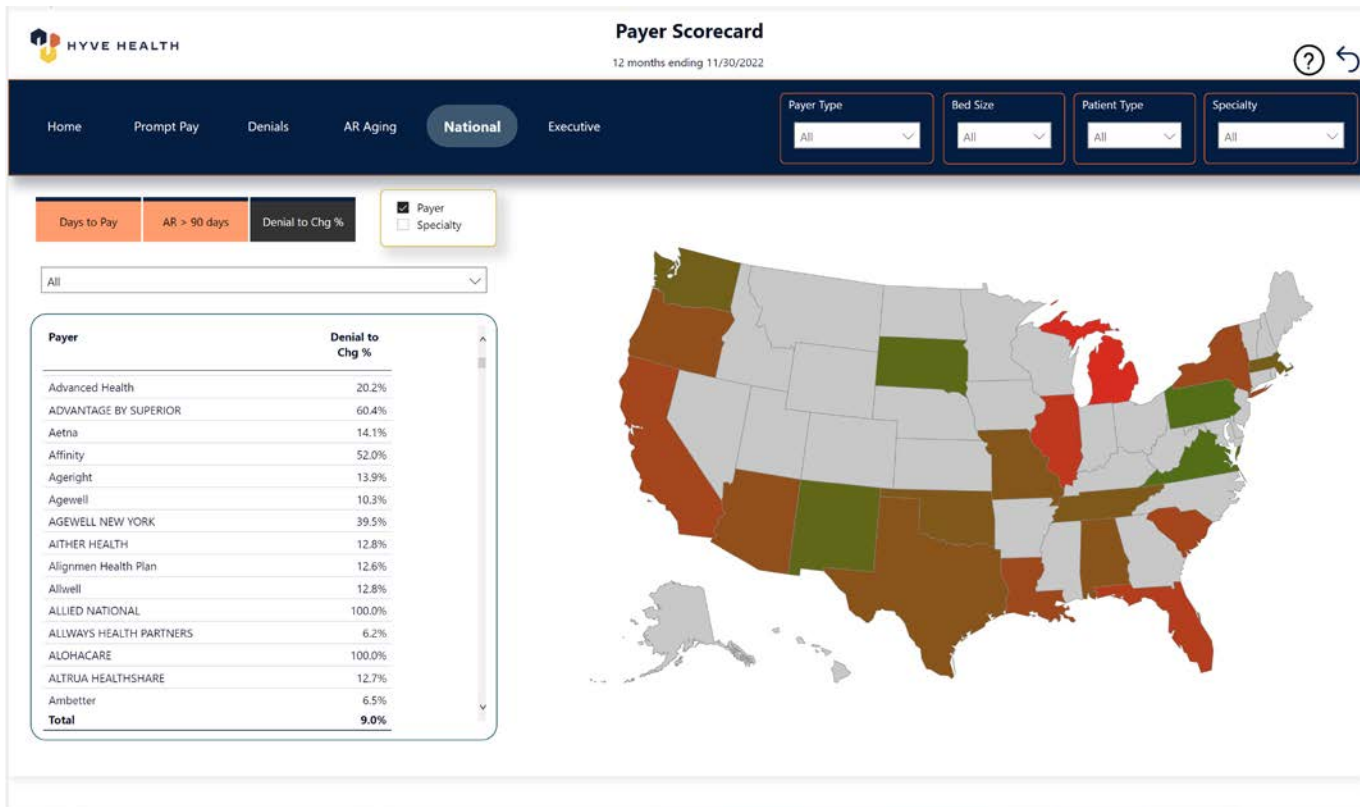 HYVE HEALTH
Payer Scorecard
12 months ending 11/30/2022
?
Home Prompt Pay Denials AR Aging National Executive
Payer Type Bed Size Patient Type Specialty
All All All All
Days to Pay AR > 90 days Denial to Chg %
Payer
Specialty
All
Payer Denial to
Chg %
Advanced Health 20.2%
ADVANTAGE BY SUPERIOR 60.4%
Aetna 14.1%
Affinity 52.0%
Ageright 13.9%
Agewell 10.3%
AGEWELL NEW YORK 39.5%
AITHER HEALTH 12.8%
Alignmen Health Plan 12.6%
Allwell 12.8%
ALLIED NATIONAL 100.0%
ALLWAYS HEALTH PARTNERS 6.2%
ALOHACARE 100.0%
ALTRUA HEALTHSHARE 12.7%
Ambetter 6.5%
Total 9.0%